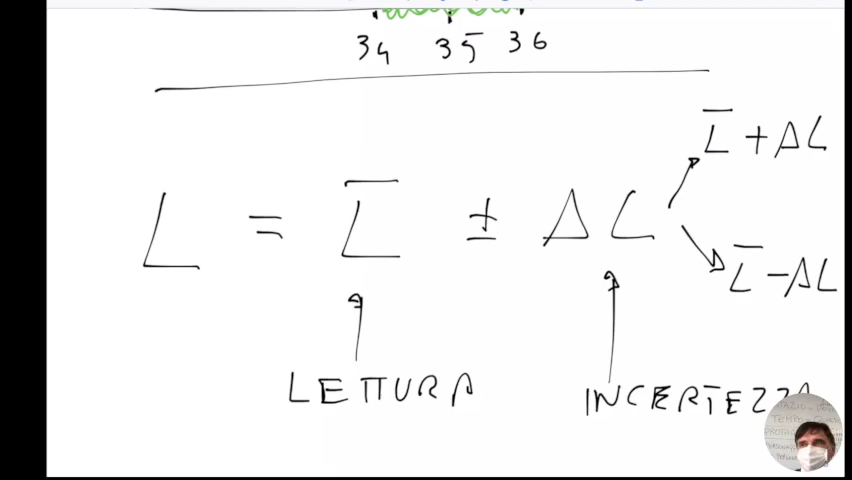 34 35 36
L̅ + ΔL
L = L̅ ± ΔL
L̅ - ΔL
LETTURA INCERTEZZA